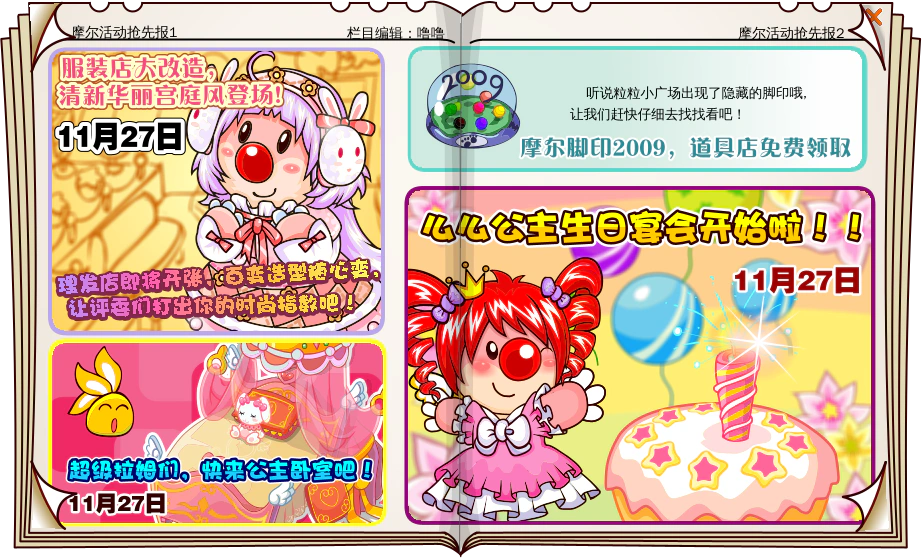 摩尔活动抢先报1
栏目编辑：噜噜
服装店大改造，
清新华丽宫庭风登场!
11月27日
理发店即将开张，百变造型随心变，
让评委们打出你的时尚指数吧！
超级拉姆们，快来公主卧室吧！
11月27日
摩尔活动抢先报2
2009
听说粒粒小广场出现了隐藏的脚印哦，
让我们赶快仔细去找找看吧！
摩尔脚印2009，道具店免费领取
么么公主生日宴会开始啦！！
11月27日